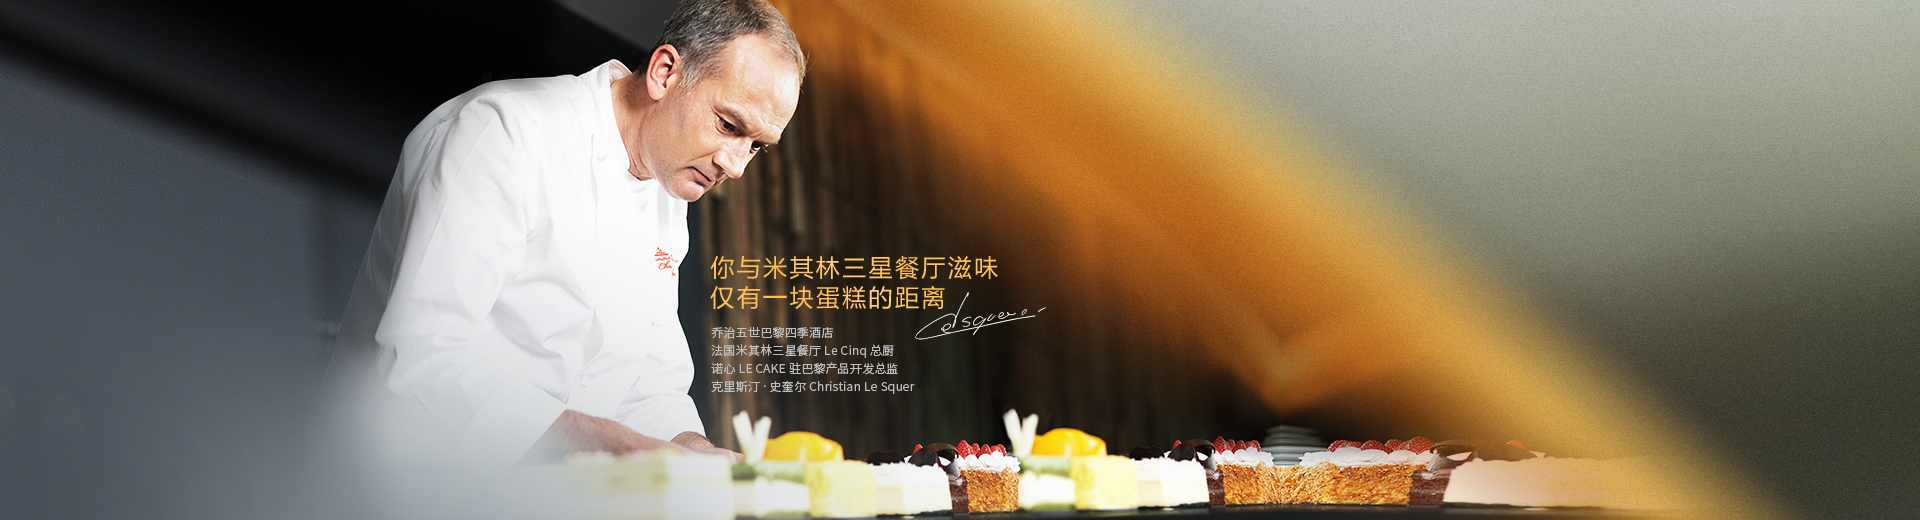 你与米其林三星餐厅滋味
仅有一块蛋糕的距离
乔治五世巴黎四季酒店
法国米其林三星餐厅 Le Cinq 总厨
诺心 LE CAKE 驻巴黎产品开发总监
克里斯汀 · 史奎尔 Christian Le Squer